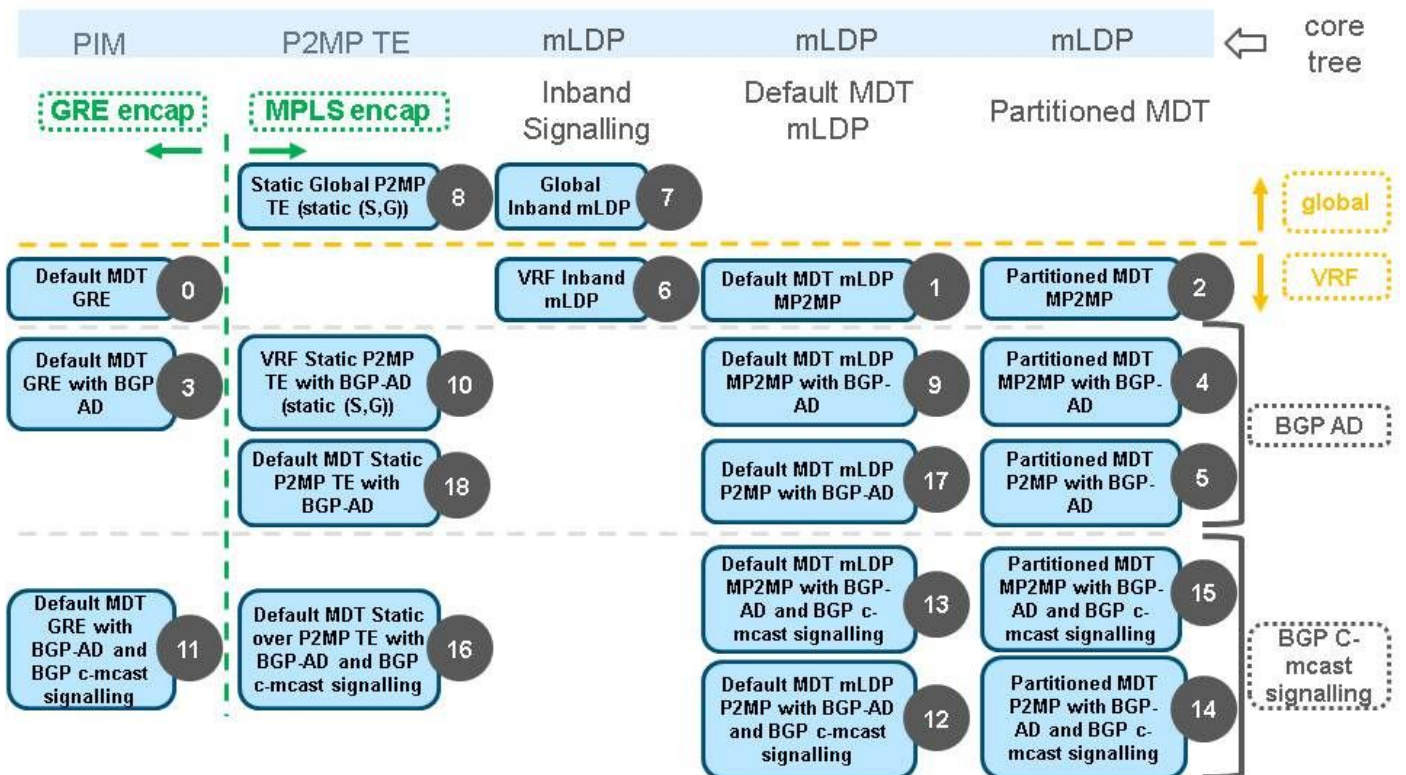 PIM
P2MP TE
mLDP
mLDP
mLDP
core
tree
GRE encap
MPLS encap
Inband
Signalling
Default MDT
mLDP
Partitioned MDT
Static Global P2MP
TE (static (S,G))
8
Global
Inband mLDP
7
global
Default MDT
GRE
0
VRF Inband
mLDP
6
Default MDT mLDP
MP2MP
1
Partitioned MDT
MP2MP
2
VRF
Default MDT
GRE with BGP
AD
3
VRF Static P2MP
TE with BGP-AD
(static (S,G))
10
Default MDT mLDP
MP2MP with BGP-
AD
9
Partitioned MDT
MP2MP with BGP-
AD
4
BGP AD
Default MDT Static
P2MP TE with
BGP-AD
18
Default MDT mLDP
P2MP with BGP-AD
17
Partitioned MDT
P2MP with BGP-
AD
5
Default MDT
GRE with
BGP-AD and
BGP c-mcast
signalling
11
Default MDT Static
over P2MP TE with
BGP-AD and BGP
c-mcast signalling
16
Default MDT mLDP
MP2MP with BGP-
AD and BGP c-
mcast signalling
13
Partitioned MDT
MP2MP with BGP-
AD and BGP c-
mcast signalling
15
BGP C-
mcast
signalling
Default MDT mLDP
P2MP with BGP-AD
and BGP c-mcast
signalling
12
Partitioned MDT
P2MP with BGP-
AD and BGP c-
mcast signalling
14